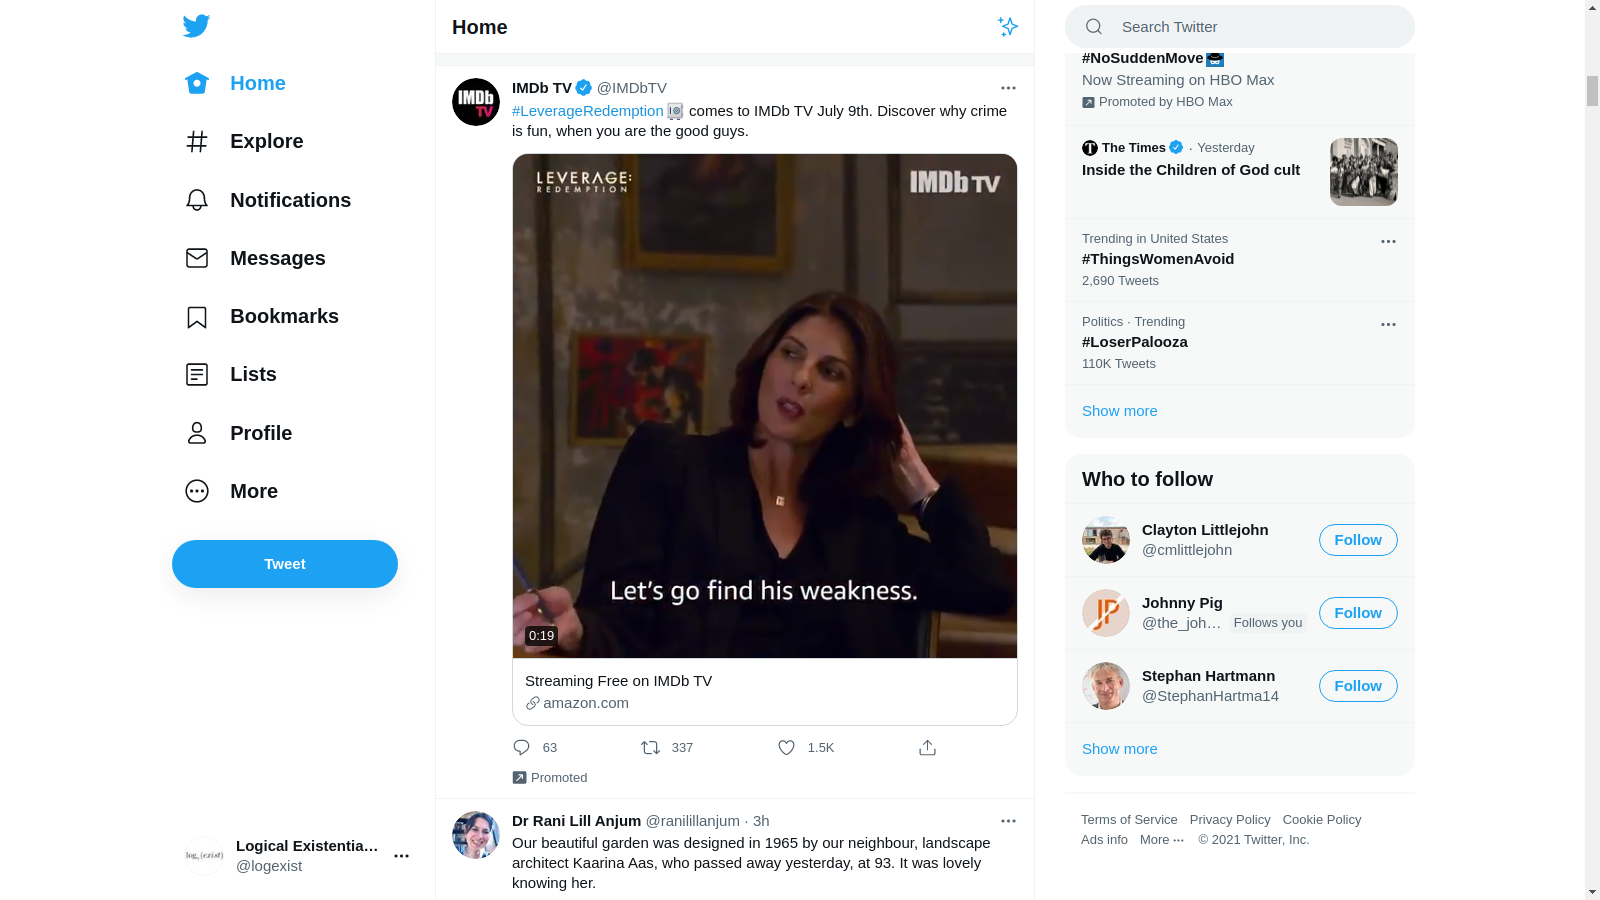 Home
Explore
Notifications
Messages
Bookmarks
Lists
Profile
More
Tweet
Logical Existentia…
@logexist
Home
IMDb TV
IMDb TV @IMDbTV
#LeverageRedemption comes to IMDb TV July 9th. Discover why crime
is fun, when you are the good guys.
LEVERAGE:
REDEMPTION
IMDb TV
Let's go find his weakness.
0:19
Streaming Free on IMDb TV
amazon.com
63 337 1.5K
Promoted
Dr Rani Lill Anjum @ranilillanjum · 3h
Our beautiful garden was designed in 1965 by our neighbour, landscape
architect Kaarina Aas, who passed away yesterday, at 93. It was lovely
knowing her.
Search Twitter
#NoSuddenMove
Now Streaming on HBO Max
Promoted by HBO Max
The Times · Yesterday
Inside the Children of God cult
Trending in United States
#ThingsWomenAvoid
2,690 Tweets
Politics · Trending
#LoserPalooza
110K Tweets
Show more
Who to follow
Clayton Littlejohn
@cmlittlejohn
Follow
JP
Johnny Pig
@the_joh… Follows you
Follow
Stephan Hartmann
@StephanHartma14
Follow
Show more
Terms of Service Privacy Policy Cookie Policy
Ads info More ··· © 2021 Twitter, Inc.